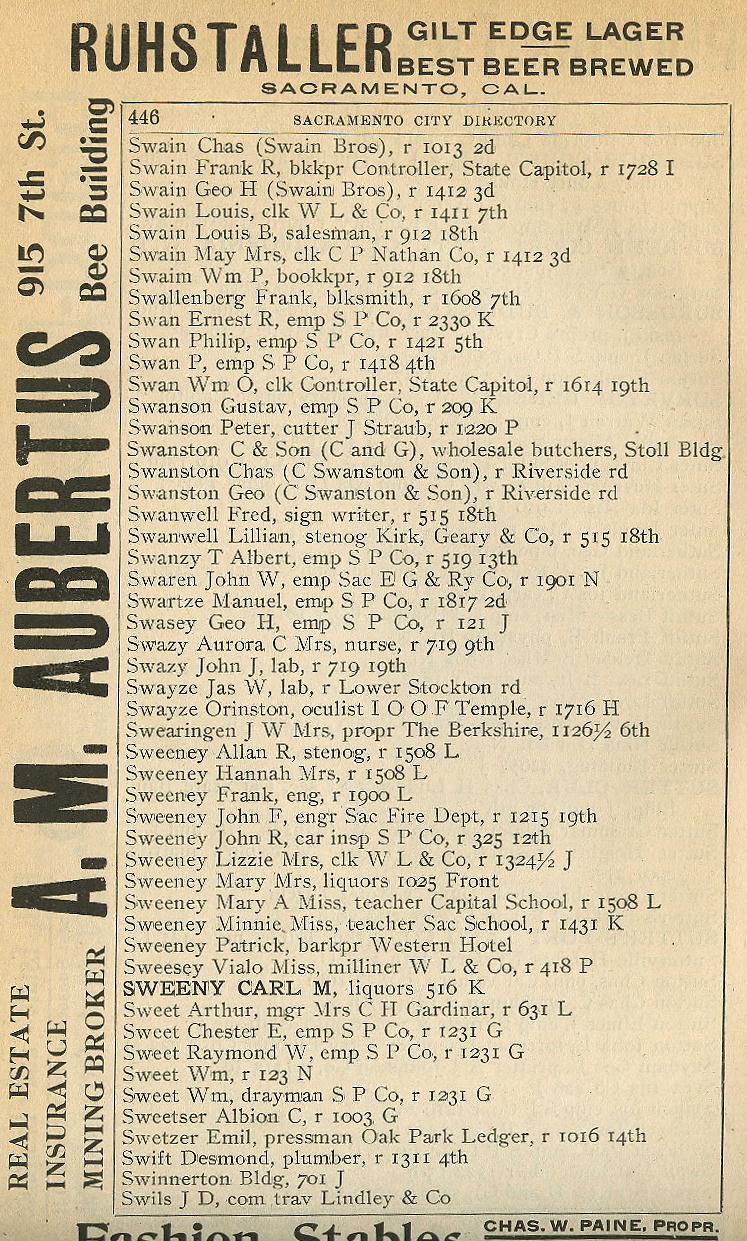 RUHSTALLER GILT EDGE LAGER
BEST BEER BREWED
SACRAMENTO, CAL.
A. M. AUBERTUS
915 7th St.
Bee Building
REAL ESTATE
INSURANCE
MINING BROKER
446 SACRAMENTO CITY DIRECTORY
Swain Chas (Swain Bros), r 1013 2d
Swain Frank R, bkkpr Controller, State Capitol, r 1728 I
Swain Geo H (Swain Bros), r 1412 3d
Swain Louis, clk W L & Co, r 1411 7th
Swain Louis B, salesman, r 912 18th
Swain May Mrs, clk C P Nathan Co, r 1412 3d
Swaim Wm P, bookkpr, r 912 18th
Swallenberg Frank, blksmith, r 1608 7th
Swan Ernest R, emp S P Co, r 2330 K
Swan Philip, emp S P Co, r 1421 5th
Swan P, emp S P Co, r 1418 4th
Swan Wm O, clk Controller, State Capitol, r 1614 19th
Swanson Gustav, emp S P Co, r 209 K
Swanson Peter, cutter J Straub, r 1220 P
Swanston C & Son (C and G), wholesale butchers, Stoll Bldg
Swanston Chas (C Swanston & Son), r Riverside rd
Swanston Geo (C Swanston & Son), r Riverside rd
Swanwell Fred, sign writer, r 515 18th
Swanwell Lillian, stenog Kirk, Geary & Co, r 515 18th
Swanzy T Albert, emp S P Co, r 519 13th
Swaren John W, emp Sac E G & Ry Co, r 1901 N
Swartze Manuel, emp S P Co, r 1817 2d
Swasey Geo H, emp S P Co, r 121 J
Swazy Aurora C Mrs, nurse, r 719 9th
Swazy John J, lab, r 719 19th
Swayze Jas W, lab, r Lower Stockton rd
Swayze Orinston, oculist I O O F Temple, r 1716 H
Swearingen J W Mrs, propr The Berkshire, 1126½ 6th
Sweeney Allan R, stenog, r 1508 L
Sweeney Hannah Mrs, r 1508 L
Sweeney Frank, eng, r 1900 L
Sweeney John F, engr Sac Fire Dept, r 1215 19th
Sweeney John R, car insp S P Co, r 325 12th
Sweeney Lizzie Mrs, clk W L & Co, r 1324½ J
Sweeney Mary Mrs, liquors 1025 Front
Sweeney Mary A Miss, teacher Capital School, r 1508 L
Sweeney Minnie Miss, teacher Sac School, r 1431 K
Sweeney Patrick, barkpr Western Hotel
Sweesey Vialo Miss, milliner W L & Co, r 418 P
SWEENY CARL M, liquors 516 K
Sweet Arthur, mgr Mrs C H Gardinar, r 631 L
Sweet Chester E, emp S P Co, r 1231 G
Sweet Raymond W, emp S P Co, r 1231 G
Sweet Wm, r 123 N
Sweet Wm, drayman S P Co, r 1231 G
Sweetser Albion C, r 1003 G
Swetzer Emil, pressman Oak Park Ledger, r 1016 14th
Swift Desmond, plumber, r 1311 4th
Swinnerton Bldg, 701 J
Swils J D, com trav Lindley & Co
Fashion Stables CHAS. W. PAINE, PROPR.